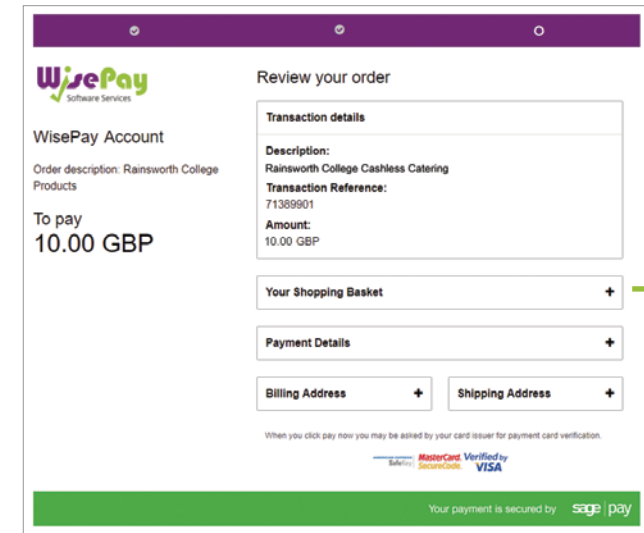 WisePay
Software Services
WisePay Account
Order description: Rainsworth College
Products
To pay
10.00 GBP
Review your order
Transaction details
Description:
Rainsworth College Cashless Catering
Transaction Reference:
71389901
Amount:
10.00 GBP
Your Shopping Basket +
Payment Details +
Billing Address +
Shipping Address +
When you click pay now you may be asked by your card issuer for payment card verification.
SafeKey
MasterCard. SecureCode.
Verified by
VISA
Your payment is secured by sage pay